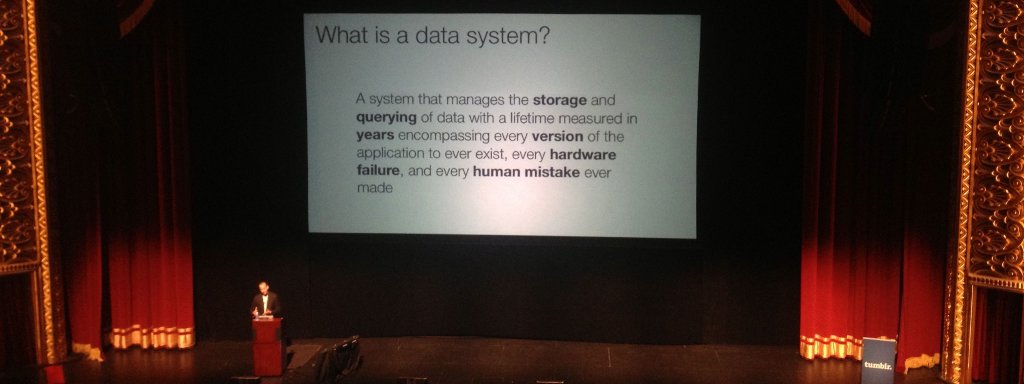 What is a data system?
A system that manages the storage and
querying of data with a lifetime measured in
years encompassing every version of the
application to ever exist, every hardware
failure, and every human mistake ever
made
tumblr.